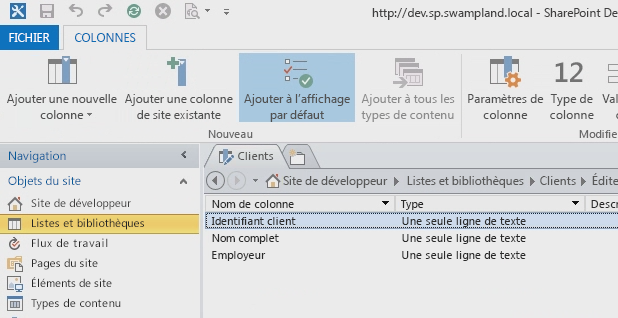 http://dev.sp.swampland.local - SharePoint De
FICHIER COLONNES
Ajouter une nouvelle colonne
Ajouter une colonne de site existante
Ajouter à l'affichage par défaut
Ajouter à tous les types de contenu
Paramètres de colonne
12
Type de colonne
Nouveau
Modifie
Navigation
Clients
Objets du site
Site de développeur
Listes et bibliothèques
Flux de travail
Pages du site
Éléments de site
Types de contenu
Site de développeur Listes et bibliothèques Clients Édite
Nom de colonne Type Descr
Identifiant client Une seule ligne de texte
Nom complet Une seule ligne de texte
Employeur Une seule ligne de texte